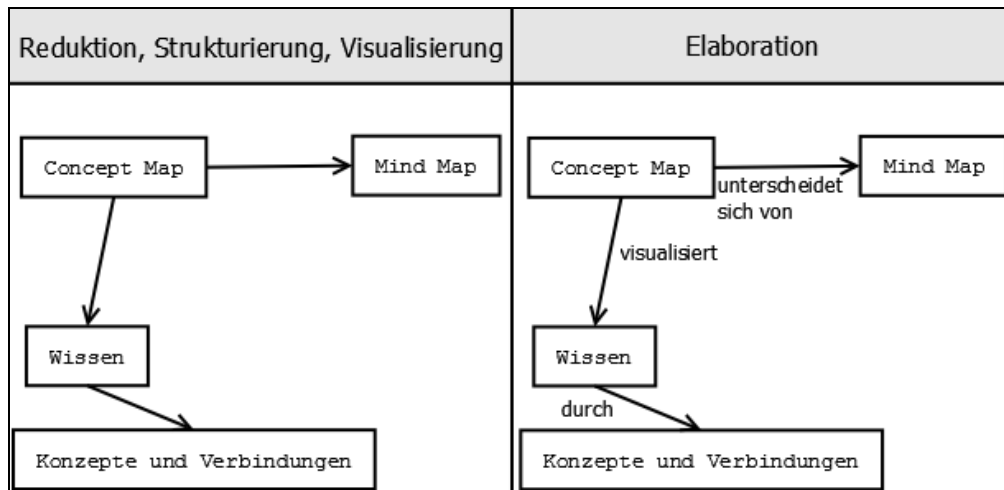 Reduktion, Strukturierung, Visualisierung
Elaboration
Concept Map
Mind Map
Wissen
Konzepte und Verbindungen
Concept Map
Mind Map
unterscheidet
sich von
visualisiert
Wissen
durch
Konzepte und Verbindungen